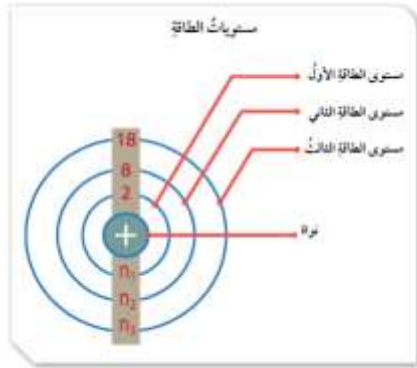 مستوياتُ الطاقةِ
مستوى الطاقةِ الأولُ
مستوى الطاقةِ الثاني
مستوى الطاقةِ الثالثُ
18
8
2
+
نواة
n₁
n₂
n₃